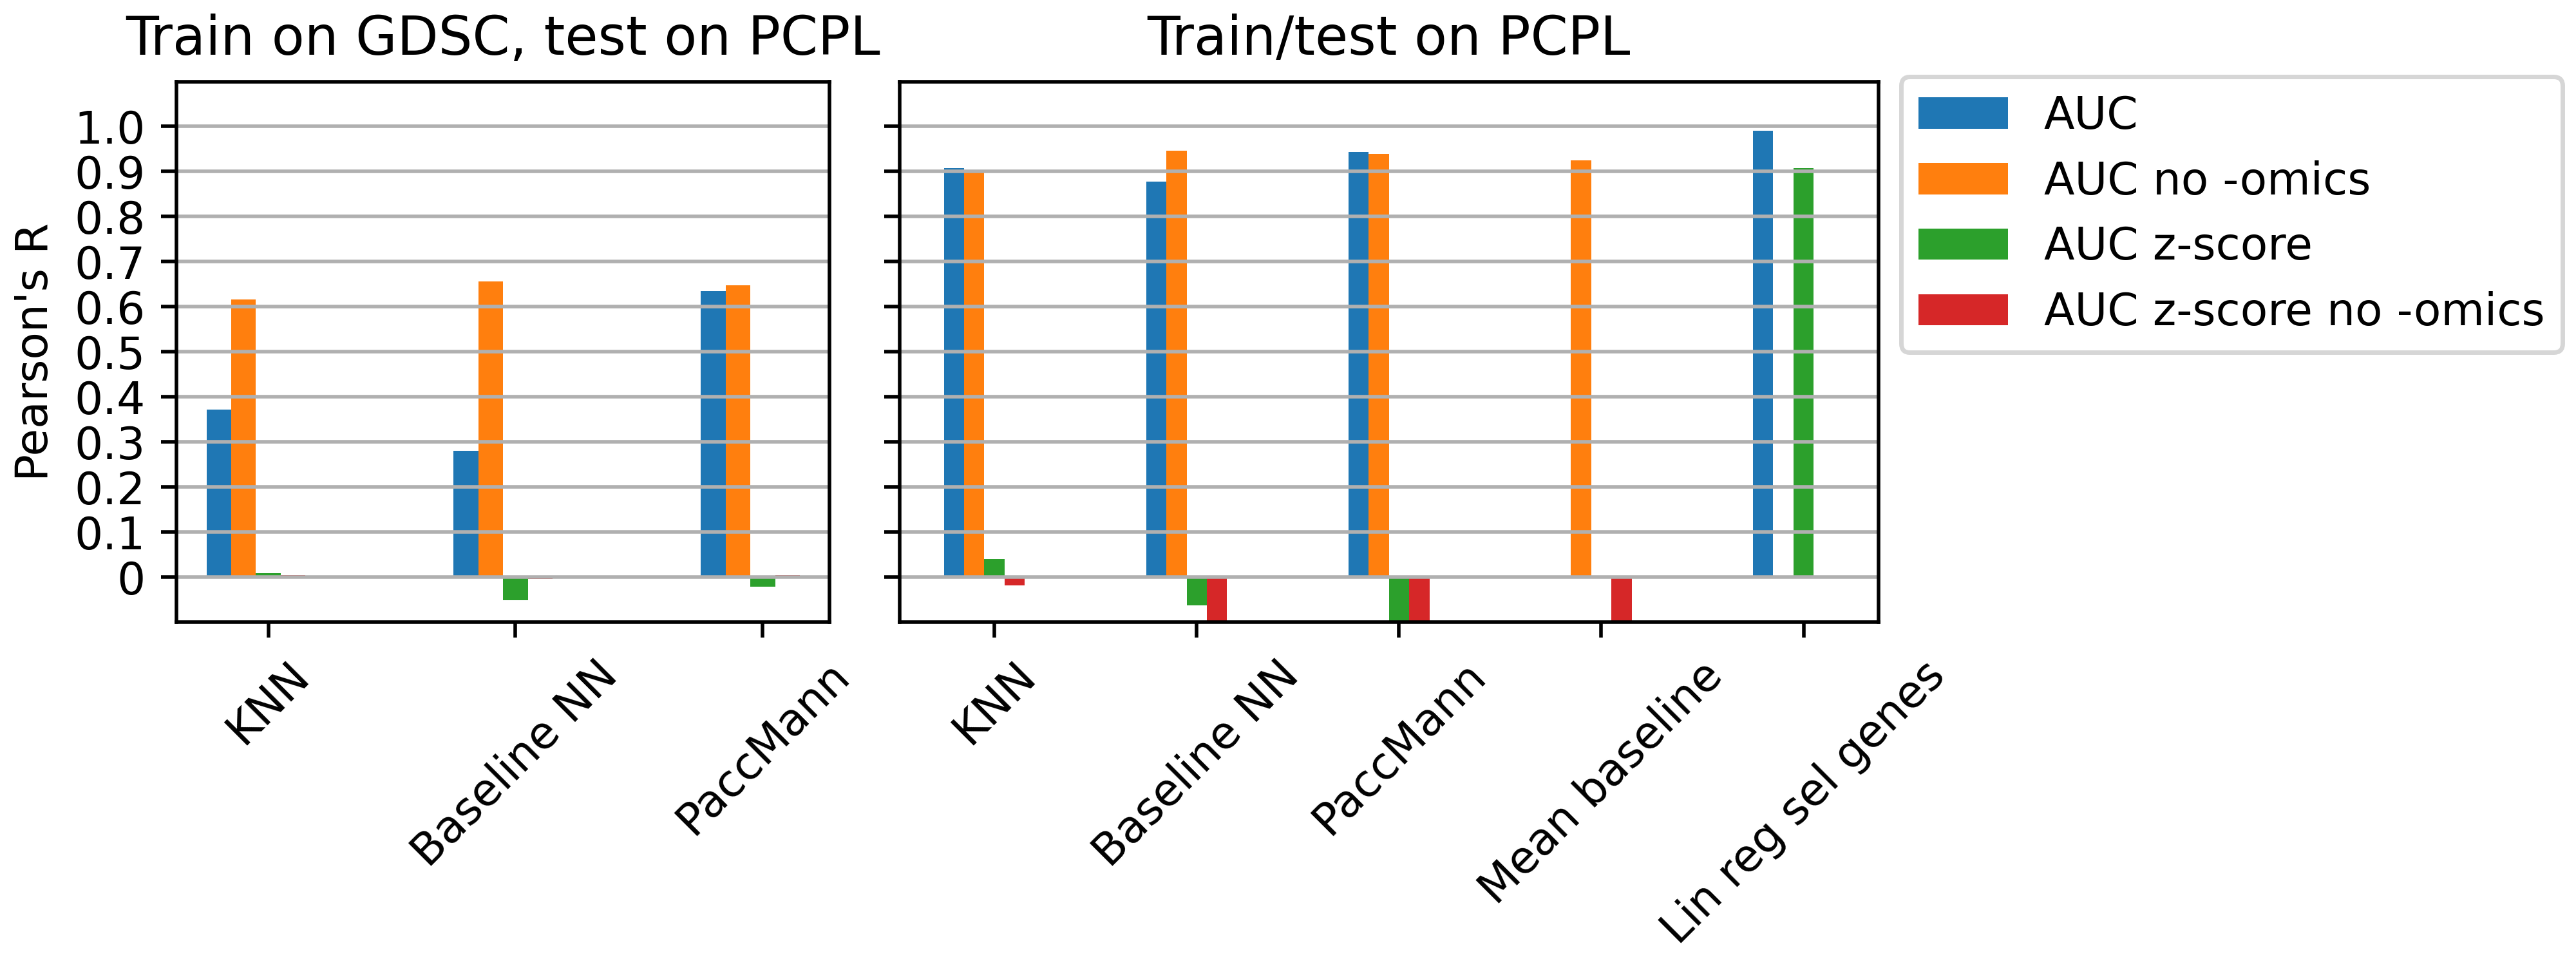 Train on GDSC, test on PCPL
Train/test on PCPL
Pearson's R
1.0
0.9
0.8
0.7
0.6
0.5
0.4
0.3
0.2
0.1
0
KNN
Baseline NN
PaccMann
KNN
Baseline NN
PaccMann
Mean baseline
Lin reg sel genes
AUC
AUC no -omics
AUC z-score
AUC z-score no -omics